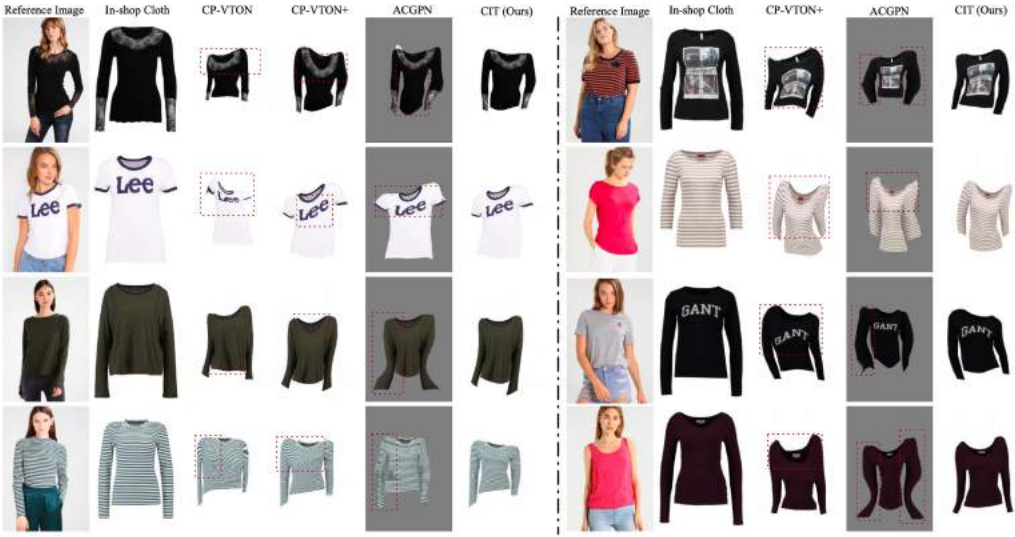 Reference Image In-shop Cloth CP-VTON CP-VTON+ ACGPN CIT (Ours) Reference Image In-shop Cloth CP-VTON+ ACGPN CIT (Ours)
Lee Lee Lee Lee Lee Lee
GANT GANT GANT GANT